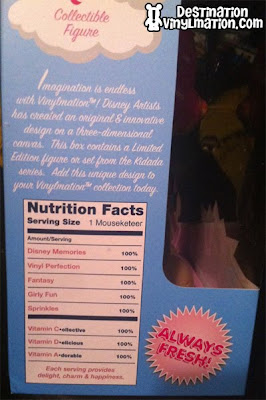 DESTINATION
VINYLMATION.COM
Collectible
Figure
Imagination is endless
with Vinylmation™! Disney Artists
has created an original & innovative
design on a three-dimensional
canvas. This box contains a Limited
Edition figure or set from the Kidada
series. Add this unique design to
your Vinylmation™ collection today.
Nutrition Facts
Serving Size 1 Mouseketeer
Amount/Serving
Disney Memories 100%
Vinyl Perfection 100%
Fantasy 100%
Girly Fun 100%
Sprinkles 100%
Vitamin C•ollective 100%
Vitamin D•elicious 100%
Vitamin A•dorable 100%
Each serving provides
delight, charm & happiness.
ALWAYS
FRESH!